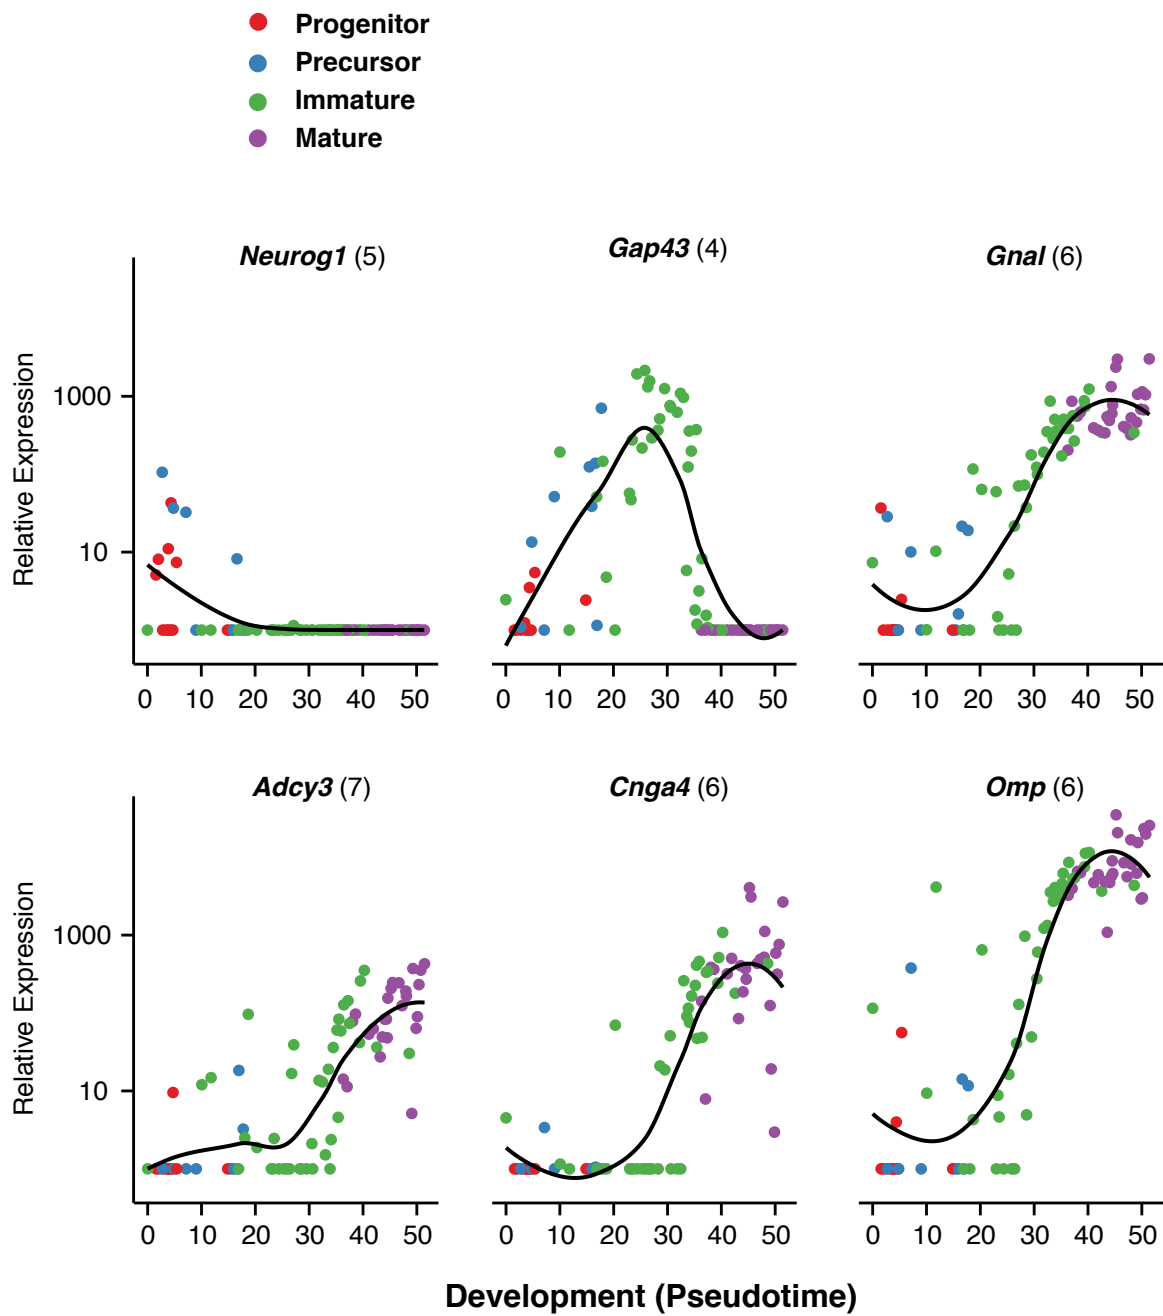 Progenitor
Precursor
Immature
Mature
Neurog1 (5)
Gap43 (4)
Gnal (6)
Relative Expression
1000
10
0 10 20 30 40 50
0 10 20 30 40 50
0 10 20 30 40 50
Adcy3 (7)
Cnga4 (6)
Omp (6)
Relative Expression
1000
10
0 10 20 30 40 50
0 10 20 30 40 50
0 10 20 30 40 50
Development (Pseudotime)